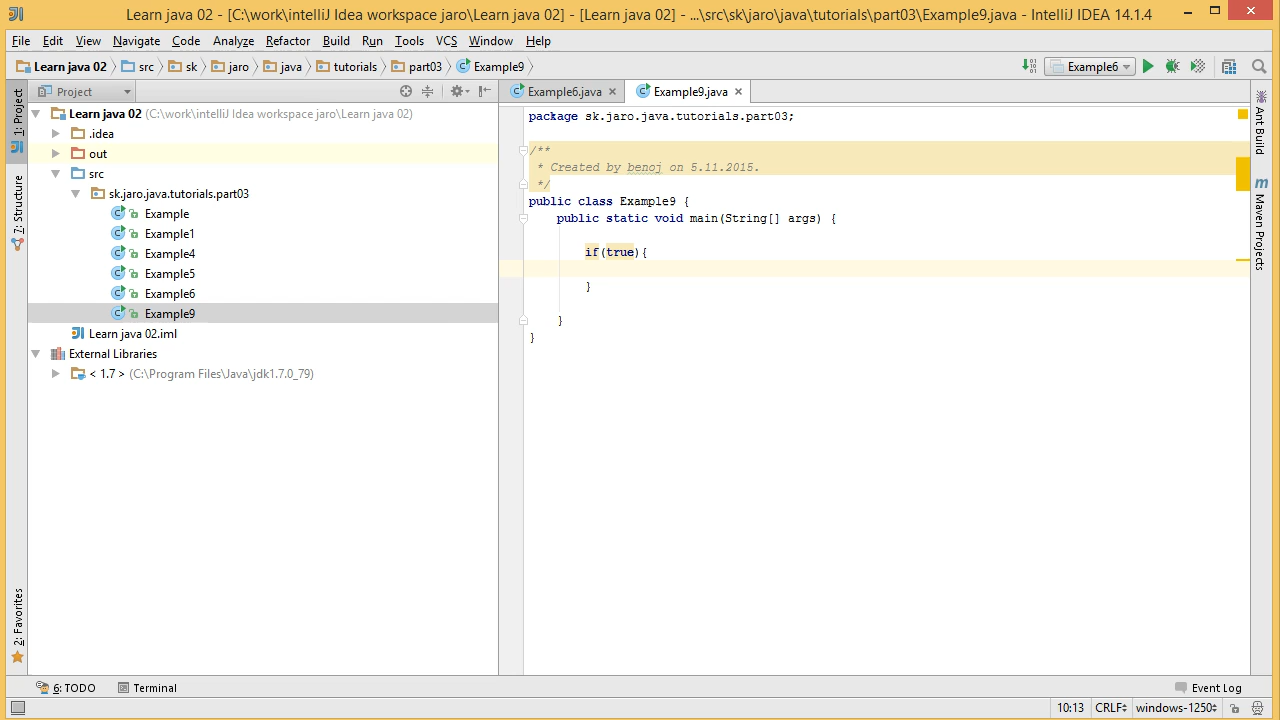 Learn java 02 - [C:\work\intelliJ Idea workspace jaro\Learn java 02] - [Learn java 02] - ...\src\sk\jaro\java\tutorials\part03\Example9.java - IntelliJ IDEA 14.1.4
File Edit View Navigate Code Analyze Refactor Build Run Tools VCS Window Help
Learn java 02 src sk jaro java tutorials part03 Example9 Example6
Project
Example6.java Example9.java
1: Project
7: Structure
2: Favorites
Learn java 02 (C:\work\intelliJ Idea workspace jaro\Learn java 02)
.idea
out
src
sk.jaro.java.tutorials.part03
Example
Example1
Example4
Example5
Example6
Example9
Learn java 02.iml
External Libraries
< 1.7 > (C:\Program Files\Java\jdk1.7.0_79)
package sk.jaro.java.tutorials.part03;
/**
* Created by benoj on 5.11.2015.
*/
public class Example9 {
public static void main(String[] args) {
if(true){
}
}
}
Ant Build
Maven Projects
6: TODO Terminal Event Log
10:13 CRLF windows-1250